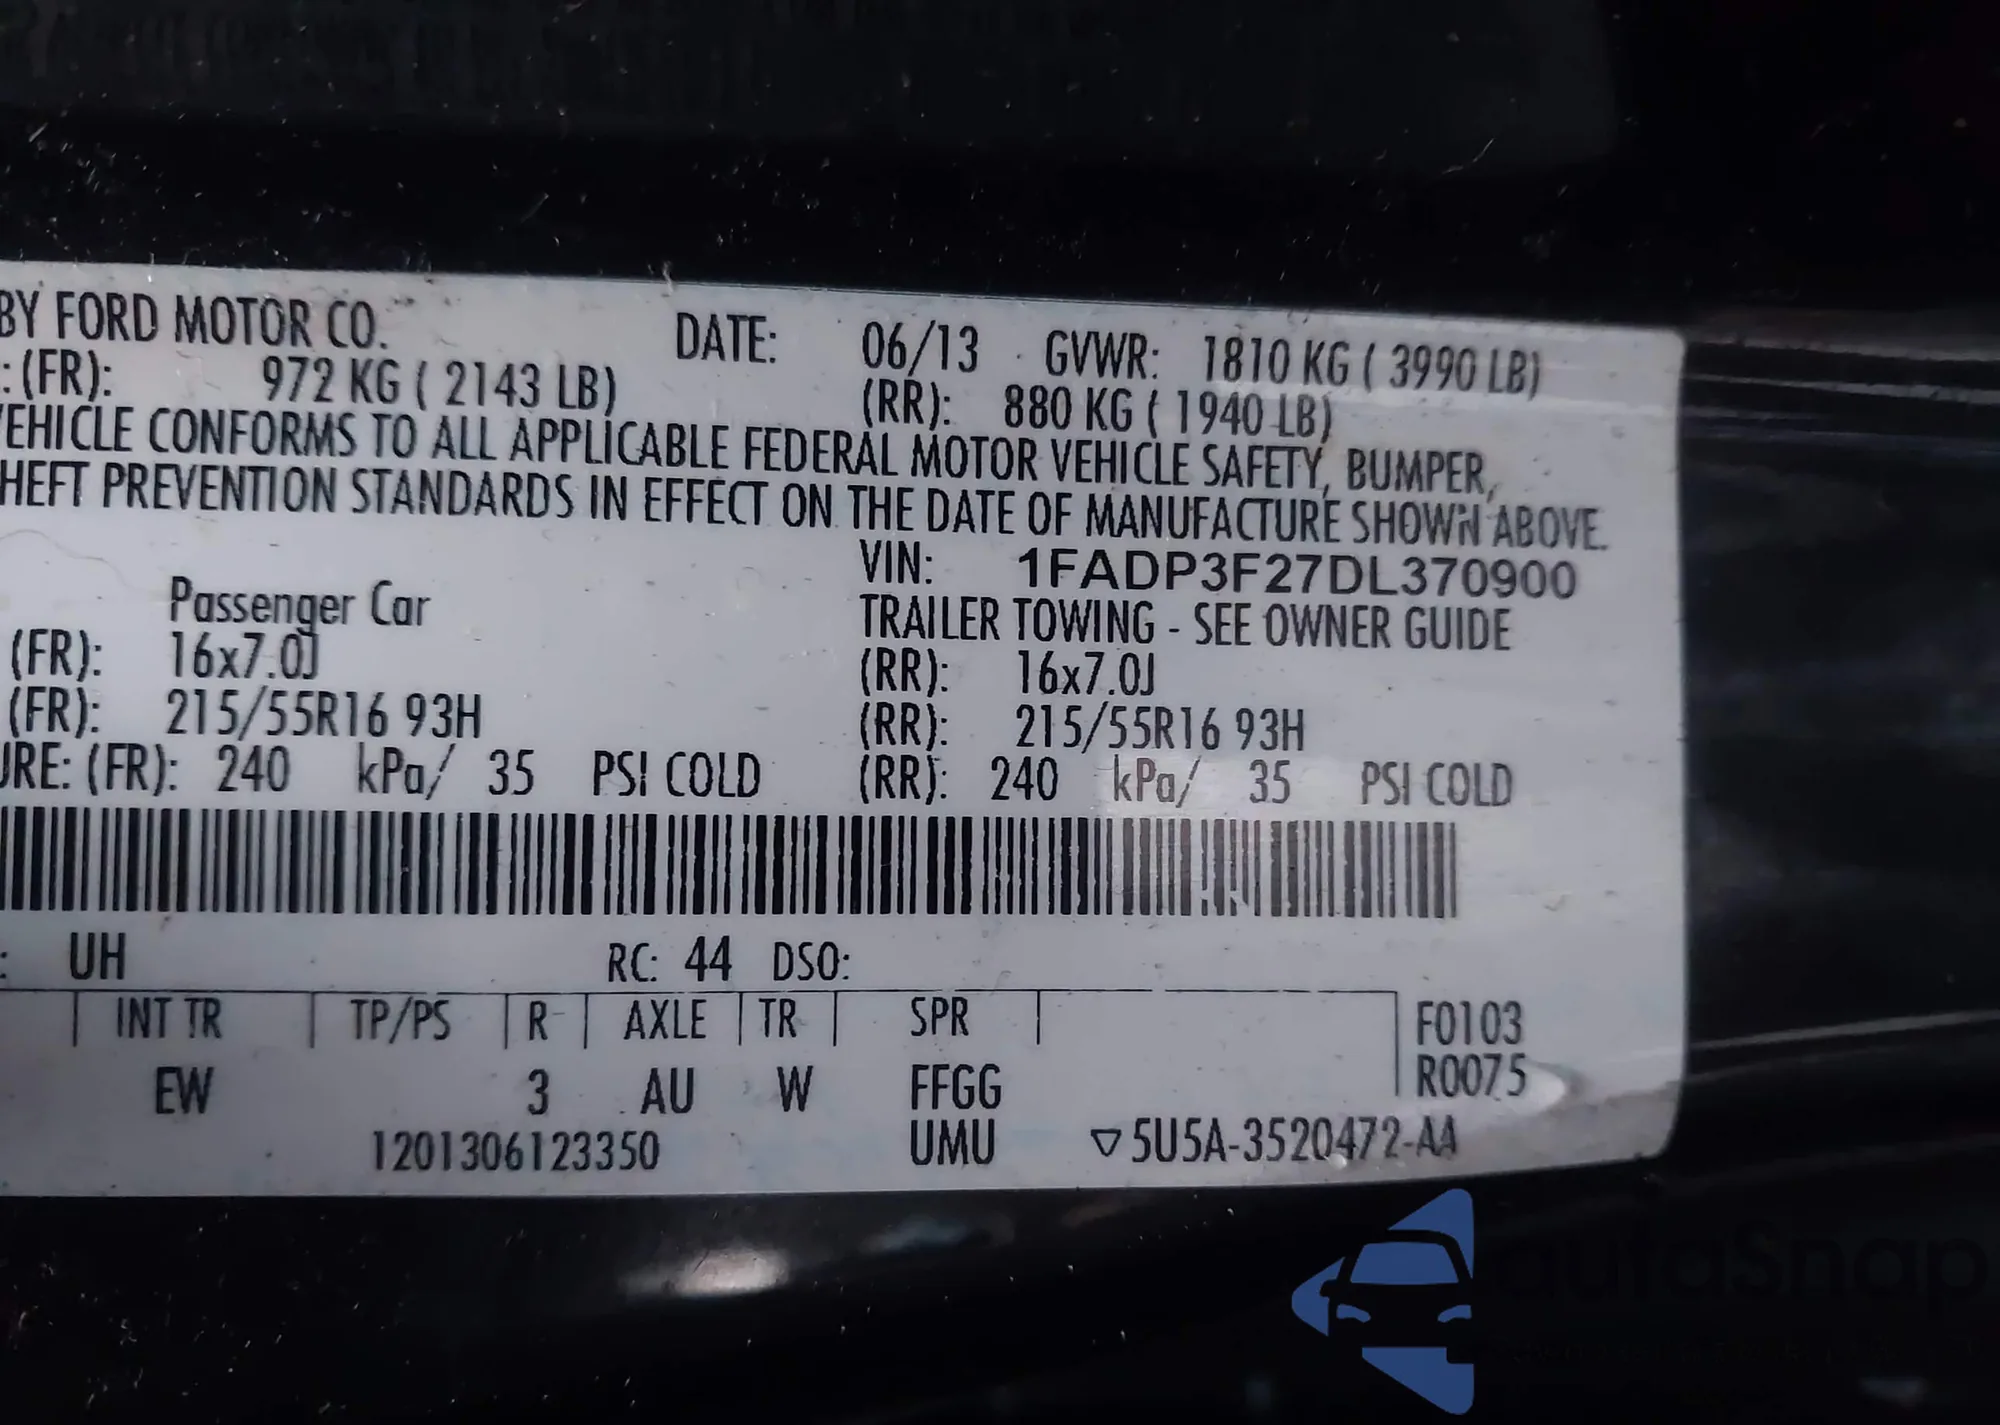 BY FORD MOTOR CO. DATE: 06/13 GVWR: 1810 KG ( 3990 LB)
: (FR): 972 KG ( 2143 LB) (RR): 880 KG ( 1940 LB)
VEHICLE CONFORMS TO ALL APPLICABLE FEDERAL MOTOR VEHICLE SAFETY, BUMPER,
HEFT PREVENTION STANDARDS IN EFFECT ON THE DATE OF MANUFACTURE SHOWN ABOVE.
VIN: 1FADP3F27DL370900
Passenger Car TRAILER TOWING - SEE OWNER GUIDE
(FR): 16x7.0J (RR): 16x7.0J
(FR): 215/55R16 93H (RR): 215/55R16 93H
URE: (FR): 240 kPa/ 35 PSI COLD (RR): 240 kPa/ 35 PSI COLD
: UH RC: 44 DSO:
INT TR TP/PS R AXLE TR SPR F0103
R0075
EW 3 AU W FFGG
1201306123350 UMU ▽5U5A-3520472-AA
autoSnap